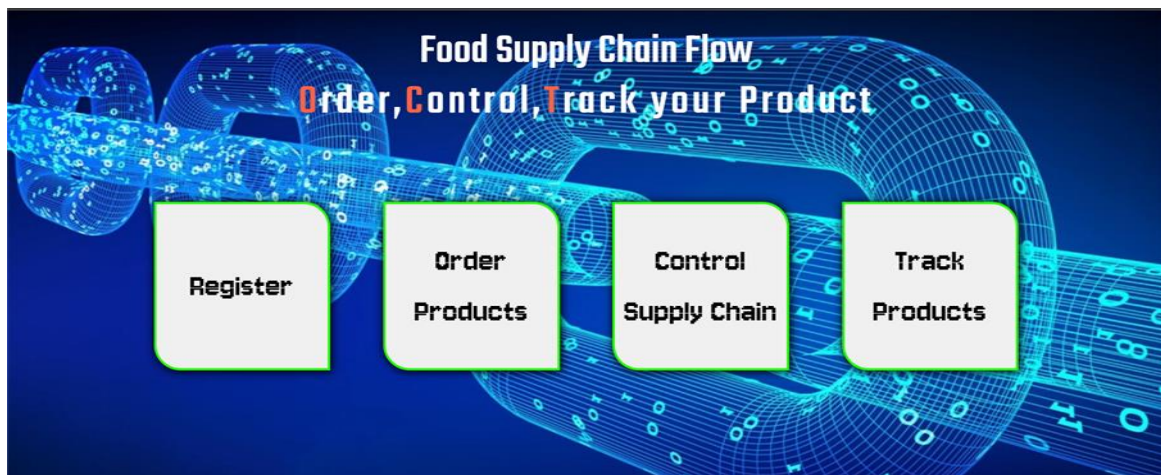 Food Supply Chain Flow
Order,Control,Track your Product
Register
Order
Products
Control
Supply Chain
Track
Products